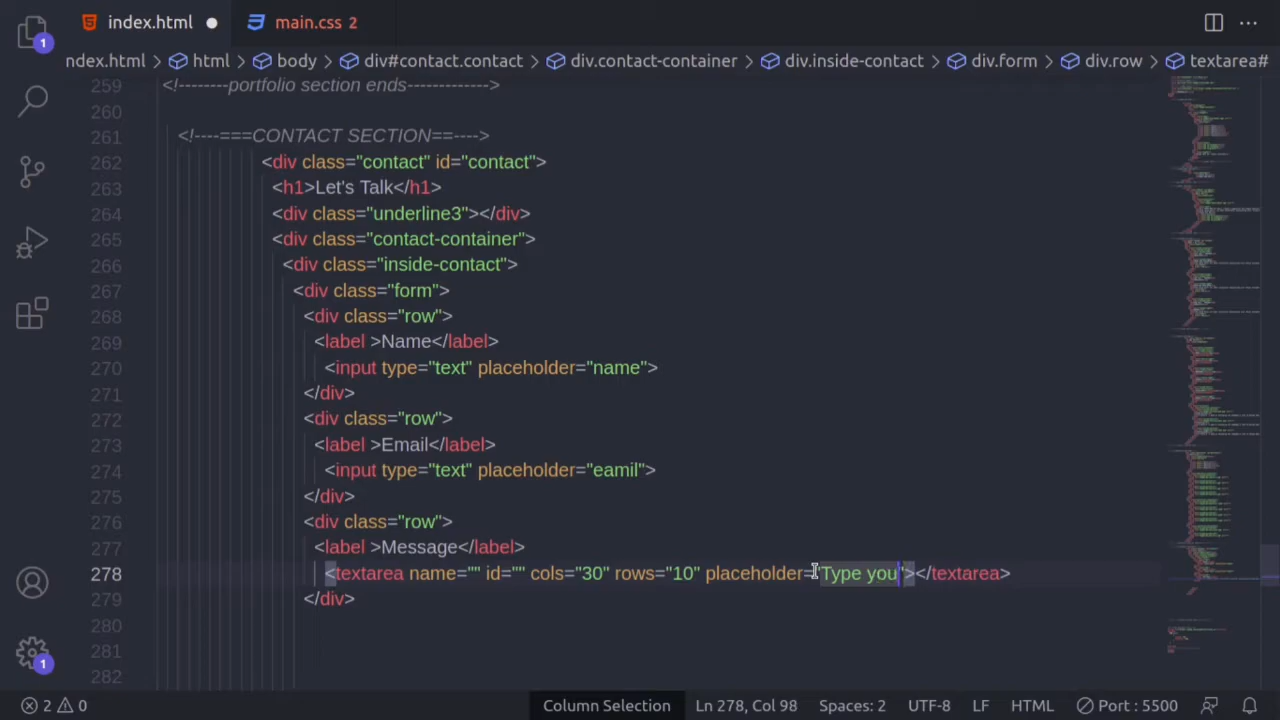 index.html ● main.css 2
ndex.html > html > body > div#contact.contact > div.contact-container > div.inside-contact > div.form > div.row > textarea#
259 <!--------portfolio section ends------------->
260
261 <!----===CONTACT SECTION==---->
262 <div class="contact" id="contact">
263 <h1>Let's Talk</h1>
264 <div class="underline3"></div>
265 <div class="contact-container">
266 <div class="inside-contact">
267 <div class="form">
268 <div class="row">
269 <label >Name</label>
270 <input type="text" placeholder="name">
271 </div>
272 <div class="row">
273 <label >Email</label>
274 <input type="text" placeholder="eamil">
275 </div>
276 <div class="row">
277 <label >Message</label>
278 <textarea name="" id="" cols="30" rows="10" placeholder="Type you"></textarea>
279 </div>
280
281
282
1
1
2 0 Column Selection Ln 278, Col 98 Spaces: 2 UTF-8 LF HTML Port : 5500